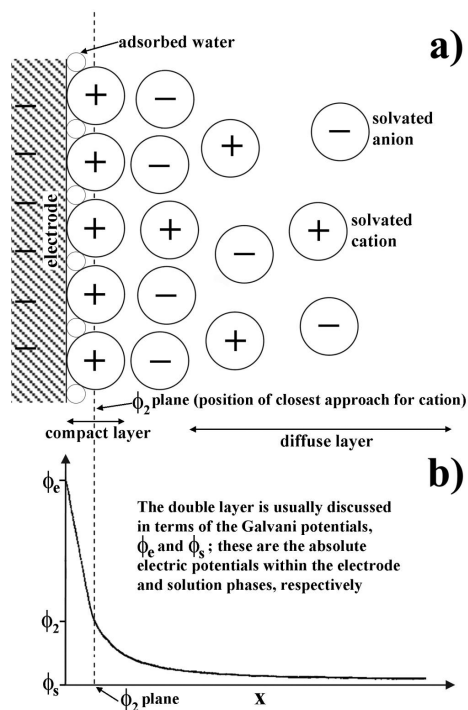 adsorbed water
a)
+ − 
− − +
solvated
anion
− + −
− electrode + + − +
solvated
cation
− + − −
− + − +
ϕ₂ plane (position of closest approach for cation)
compact layer
diffuse layer
b)
ϕe
The double layer is usually discussed
in terms of the Galvani potentials,
ϕe and ϕs ; these are the absolute
electric potentials within the electrode
and solution phases, respectively
ϕ₂
ϕs
ϕ₂ plane
x